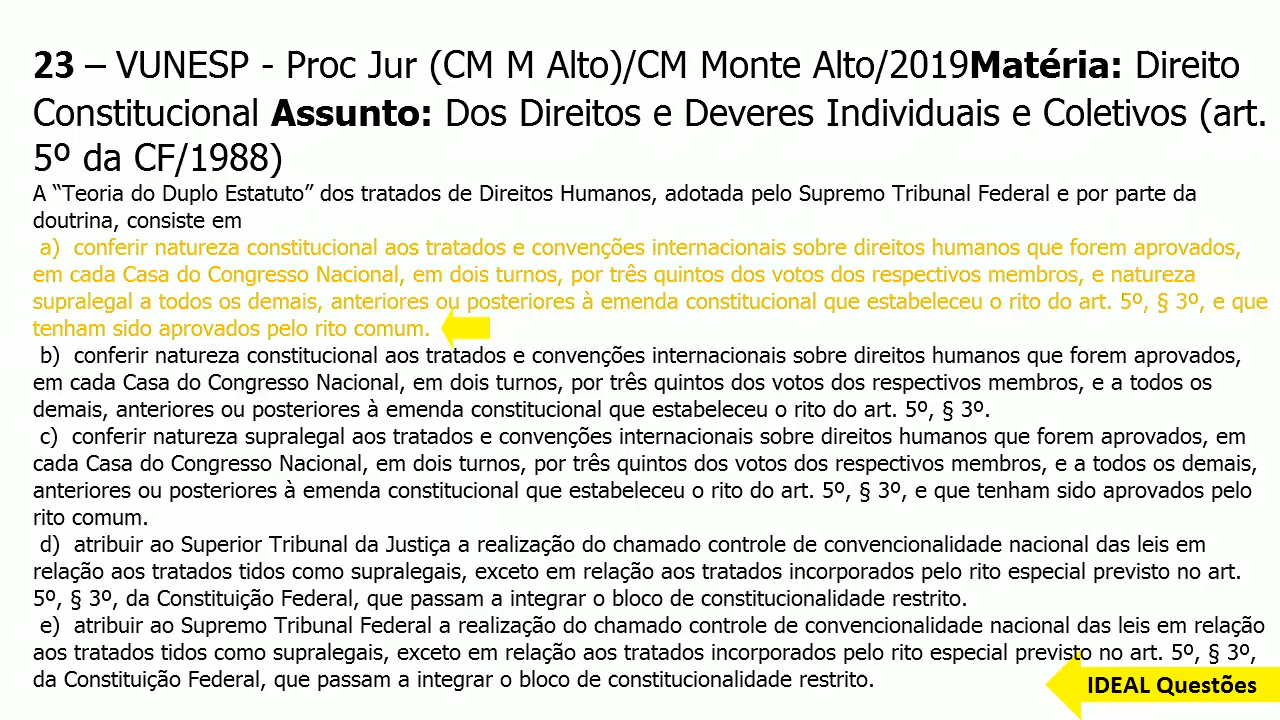 23 – VUNESP - Proc Jur (CM M Alto)/CM Monte Alto/2019Matéria: Direito
Constitucional Assunto: Dos Direitos e Deveres Individuais e Coletivos (art.
5º da CF/1988)
A “Teoria do Duplo Estatuto” dos tratados de Direitos Humanos, adotada pelo Supremo Tribunal Federal e por parte da
doutrina, consiste em
a) conferir natureza constitucional aos tratados e convenções internacionais sobre direitos humanos que forem aprovados,
em cada Casa do Congresso Nacional, em dois turnos, por três quintos dos votos dos respectivos membros, e natureza
supralegal a todos os demais, anteriores ou posteriores à emenda constitucional que estabeleceu o rito do art. 5º, § 3º, e que
tenham sido aprovados pelo rito comum.
b) conferir natureza constitucional aos tratados e convenções internacionais sobre direitos humanos que forem aprovados,
em cada Casa do Congresso Nacional, em dois turnos, por três quintos dos votos dos respectivos membros, e a todos os
demais, anteriores ou posteriores à emenda constitucional que estabeleceu o rito do art. 5º, § 3º.
c) conferir natureza supralegal aos tratados e convenções internacionais sobre direitos humanos que forem aprovados, em
cada Casa do Congresso Nacional, em dois turnos, por três quintos dos votos dos respectivos membros, e a todos os demais,
anteriores ou posteriores à emenda constitucional que estabeleceu o rito do art. 5º, § 3º, e que tenham sido aprovados pelo
rito comum.
d) atribuir ao Superior Tribunal da Justiça a realização do chamado controle de convencionalidade nacional das leis em
relação aos tratados tidos como supralegais, exceto em relação aos tratados incorporados pelo rito especial previsto no art.
5º, § 3º, da Constituição Federal, que passam a integrar o bloco de constitucionalidade restrito.
e) atribuir ao Supremo Tribunal Federal a realização do chamado controle de convencionalidade nacional das leis em relação
aos tratados tidos como supralegais, exceto em relação aos tratados incorporados pelo rito especial previsto no art. 5º, § 3º,
da Constituição Federal, que passam a integrar o bloco de constitucionalidade restrito.
IDEAL Questões